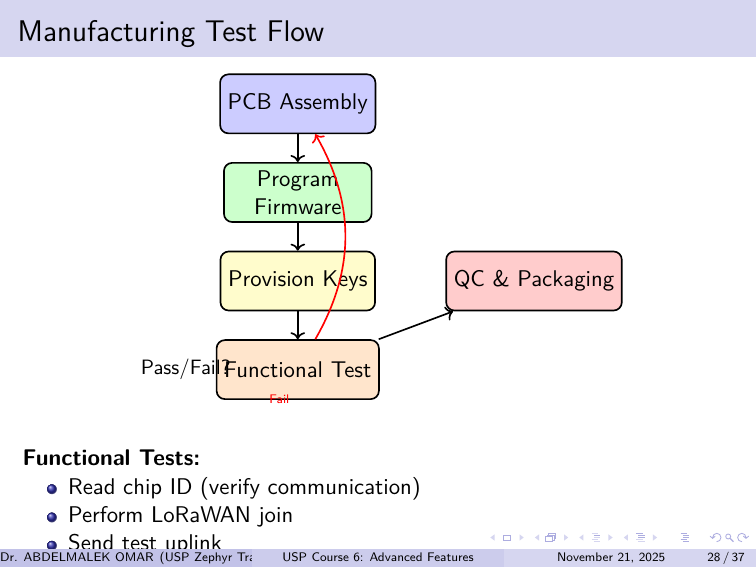 Manufacturing Test Flow
PCB Assembly
Program
Firmware
Provision Keys
QC & Packaging
Pass/Fail?
Functional Test
Fail
Functional Tests:
Read chip ID (verify communication)
Perform LoRaWAN join
Send test uplink
Dr. ABDELMALEK OMAR (USP Zephyr Tra
USP Course 6: Advanced Features
November 21, 2025
28 / 37